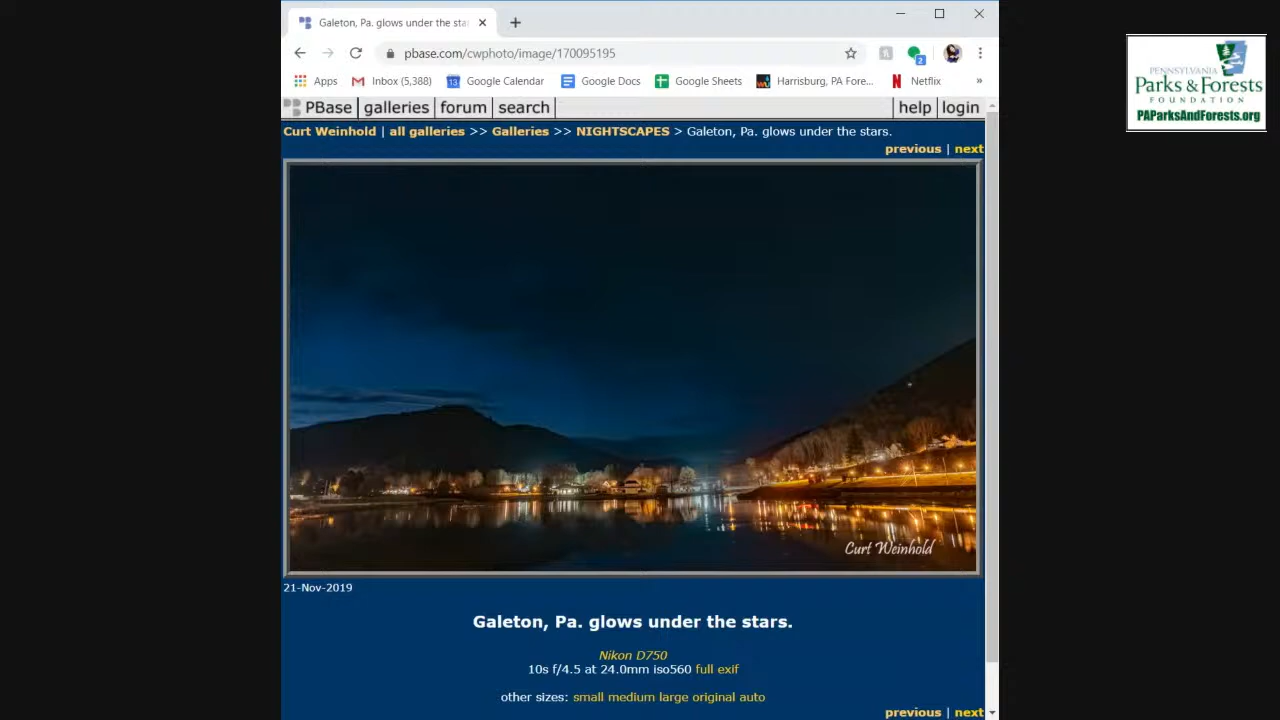 Galeton, Pa. glows under the sta
pbase.com/cwphoto/image/170095195
2
Apps
Inbox (5,388)
13
Google Calendar
Google Docs
Google Sheets
Harrisburg, PA Fore...
Netflix
»
PBase | galleries | forum | search | help | login
Curt Weinhold | all galleries >> Galleries >> NIGHTSCAPES > Galeton, Pa. glows under the stars.
previous | next
Curt Weinhold
21-Nov-2019
Galeton, Pa. glows under the stars.
Nikon D750
10s f/4.5 at 24.0mm iso560 full exif
other sizes: small medium large original auto
previous | next
PENNSYLVANIA
Parks & Forests
FOUNDATION
PAParksAndForests.org